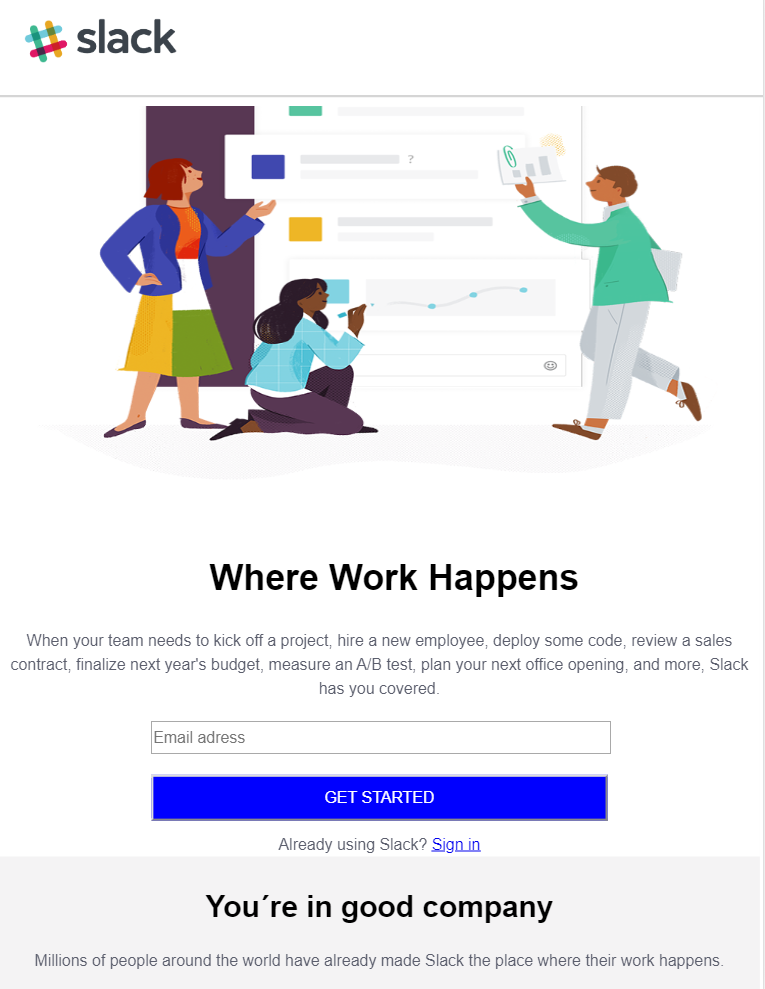 slack
?
Where Work Happens
When your team needs to kick off a project, hire a new employee, deploy some code, review a sales
contract, finalize next year's budget, measure an A/B test, plan your next office opening, and more, Slack
has you covered.
Email adress
GET STARTED
Already using Slack? Sign in
You´re in good company
Millions of people around the world have already made Slack the place where their work happens.